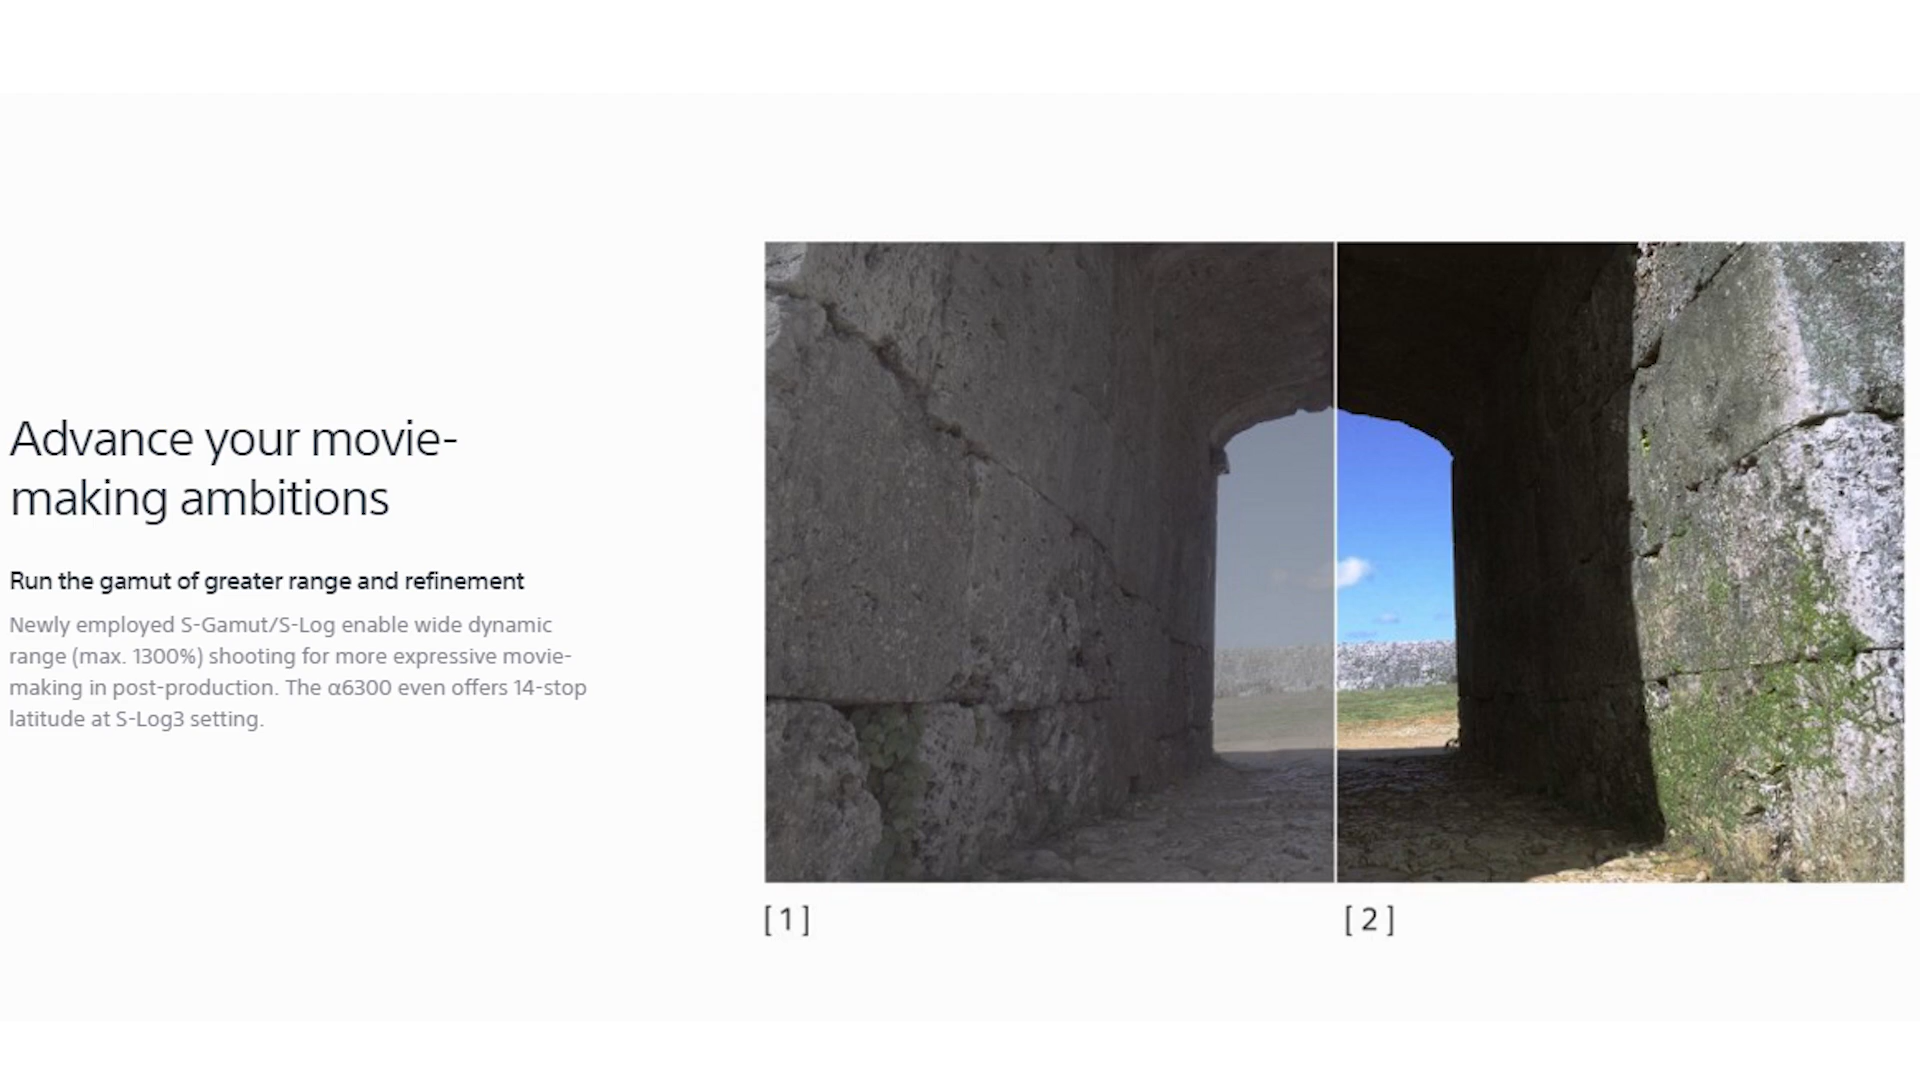 Advance your movie-
making ambitions
Run the gamut of greater range and refinement
Newly employed S-Gamut/S-Log enable wide dynamic
range (max. 1300%) shooting for more expressive movie-
making in post-production. The α6300 even offers 14-stop
latitude at S-Log3 setting.
[ 1 ]
[ 2 ]